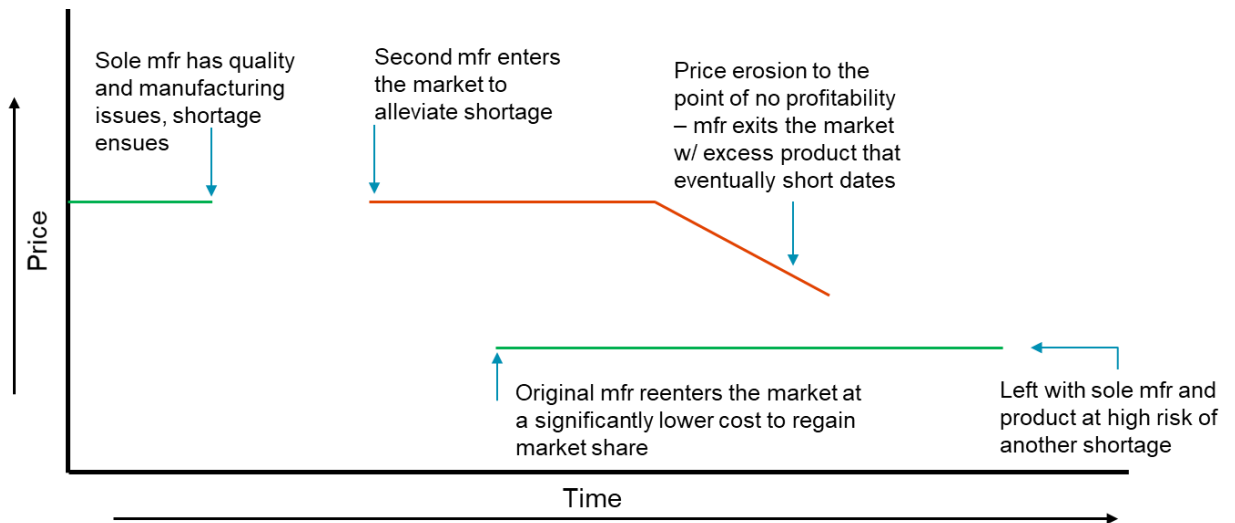 Sole mfr has quality
and manufacturing
issues, shortage
ensues
Second mfr enters
the market to
alleviate shortage
Price erosion to the
point of no profitability
– mfr exits the market
w/ excess product that
eventually short dates
Price
Original mfr reenters the market at
a significantly lower cost to regain
market share
Left with sole mfr and
product at high risk of
another shortage
Time